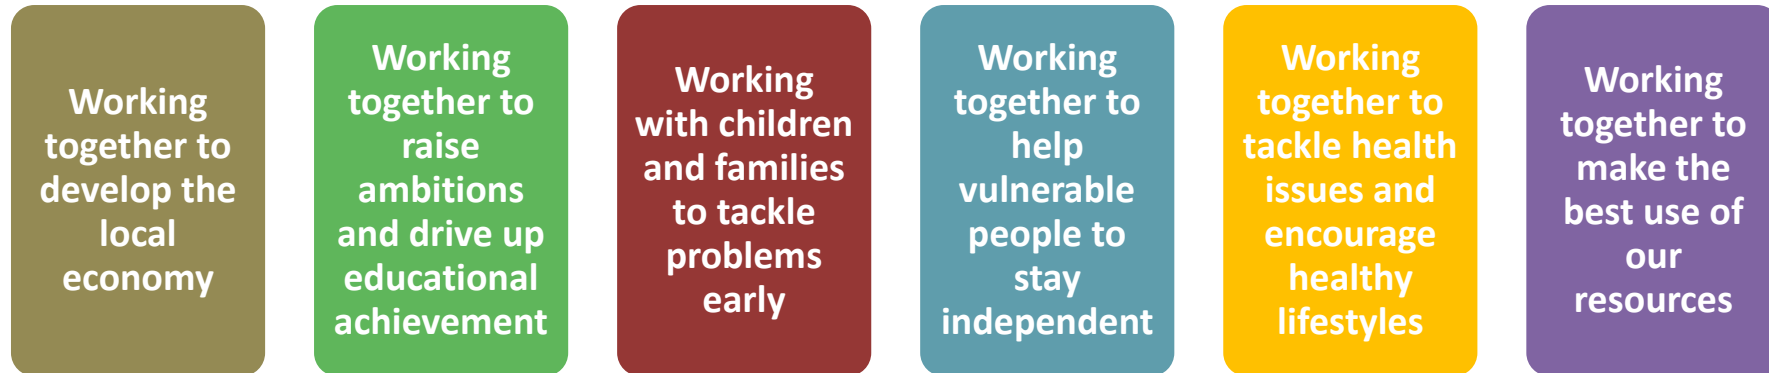 Working
together to
develop the
local
economy
Working
together to
raise
ambitions
and drive up
educational
achievement
Working
with children
and families
to tackle
problems
early
Working
together to
help
vulnerable
people to
stay
independent
Working
together to
tackle health
issues and
encourage
healthy
lifestyles
Working
together to
make the
best use of
our
resources